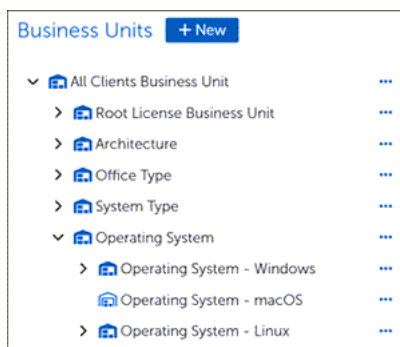 Business Units + New
All Clients Business Unit
Root License Business Unit
Architecture
Office Type
System Type
Operating System
Operating System - Windows
Operating System - macOS
Operating System - Linux